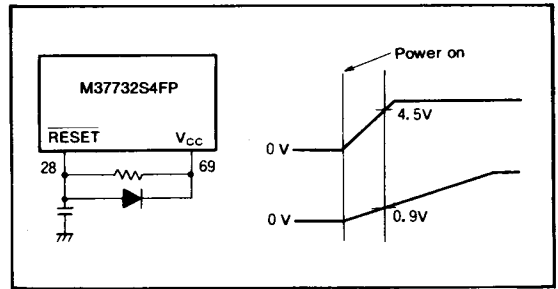 Power on
M37732S4FP
RESET VCC
28 69
0 V
4.5V
0 V
0.9V